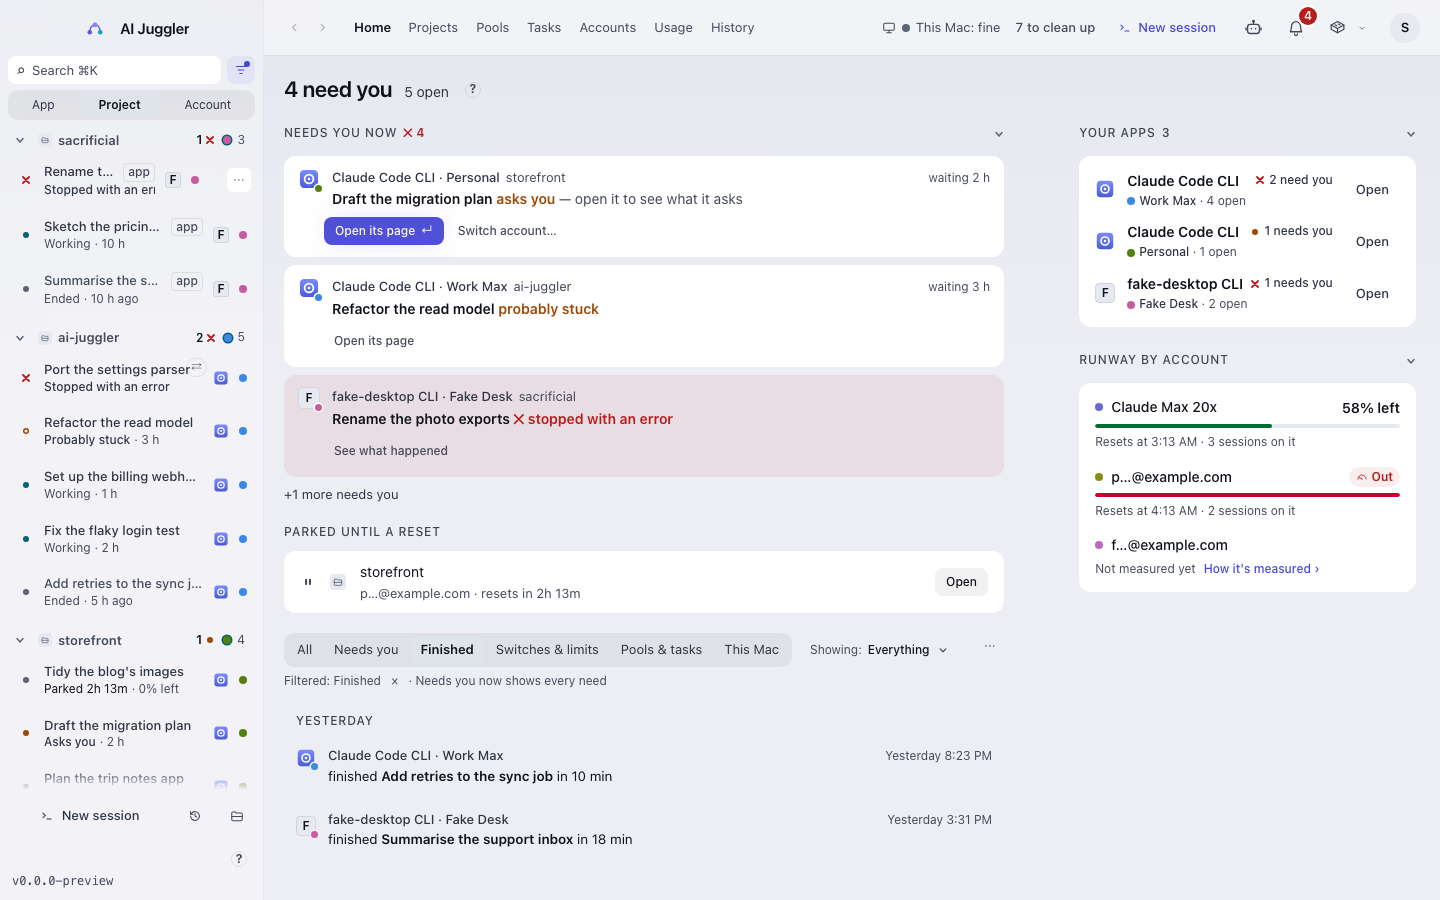 AI Juggler
Search ⌘K
App Project Account
sacrificial 1 3
Rename t... app F ...
Stopped with an err
Sketch the pricin... app F
Working · 10 h
Summarise the s... app F
Ended · 10 h ago
ai-juggler 2 5
Port the settings parser
Stopped with an error
Refactor the read model
Probably stuck · 3 h
Set up the billing webh...
Working · 1 h
Fix the flaky login test
Working · 2 h
Add retries to the sync j...
Ended · 5 h ago
storefront 1 4
Tidy the blog's images
Parked 2h 13m · 0% left
Draft the migration plan
Asks you · 2 h
Plan the trip notes app
New session
?
v0.0.0-preview
Home Projects Pools Tasks Accounts Usage History
This Mac: fine 7 to clean up New session 4 S
4 need you 5 open ?
NEEDS YOU NOW 4
Claude Code CLI · Personal storefront waiting 2 h
Draft the migration plan asks you — open it to see what it asks
Open its page ↵ Switch account...
Claude Code CLI · Work Max ai-juggler waiting 3 h
Refactor the read model probably stuck
Open its page
F fake-desktop CLI · Fake Desk sacrificial
Rename the photo exports stopped with an error
See what happened
+1 more needs you
PARKED UNTIL A RESET
storefront
p...@example.com · resets in 2h 13m
Open
All Needs you Finished Switches & limits Pools & tasks This Mac Showing: Everything ...
Filtered: Finished × · Needs you now shows every need
YESTERDAY
Claude Code CLI · Work Max Yesterday 8:23 PM
finished Add retries to the sync job in 10 min
F fake-desktop CLI · Fake Desk Yesterday 3:31 PM
finished Summarise the support inbox in 18 min
YOUR APPS 3
Claude Code CLI 2 need you Open
Work Max · 4 open
Claude Code CLI 1 needs you Open
Personal · 1 open
F fake-desktop CLI 1 needs you Open
Fake Desk · 2 open
RUNWAY BY ACCOUNT
Claude Max 20x 58% left
Resets at 3:13 AM · 3 sessions on it
p...@example.com Out
Resets at 4:13 AM · 2 sessions on it
f...@example.com
Not measured yet How it's measured ›